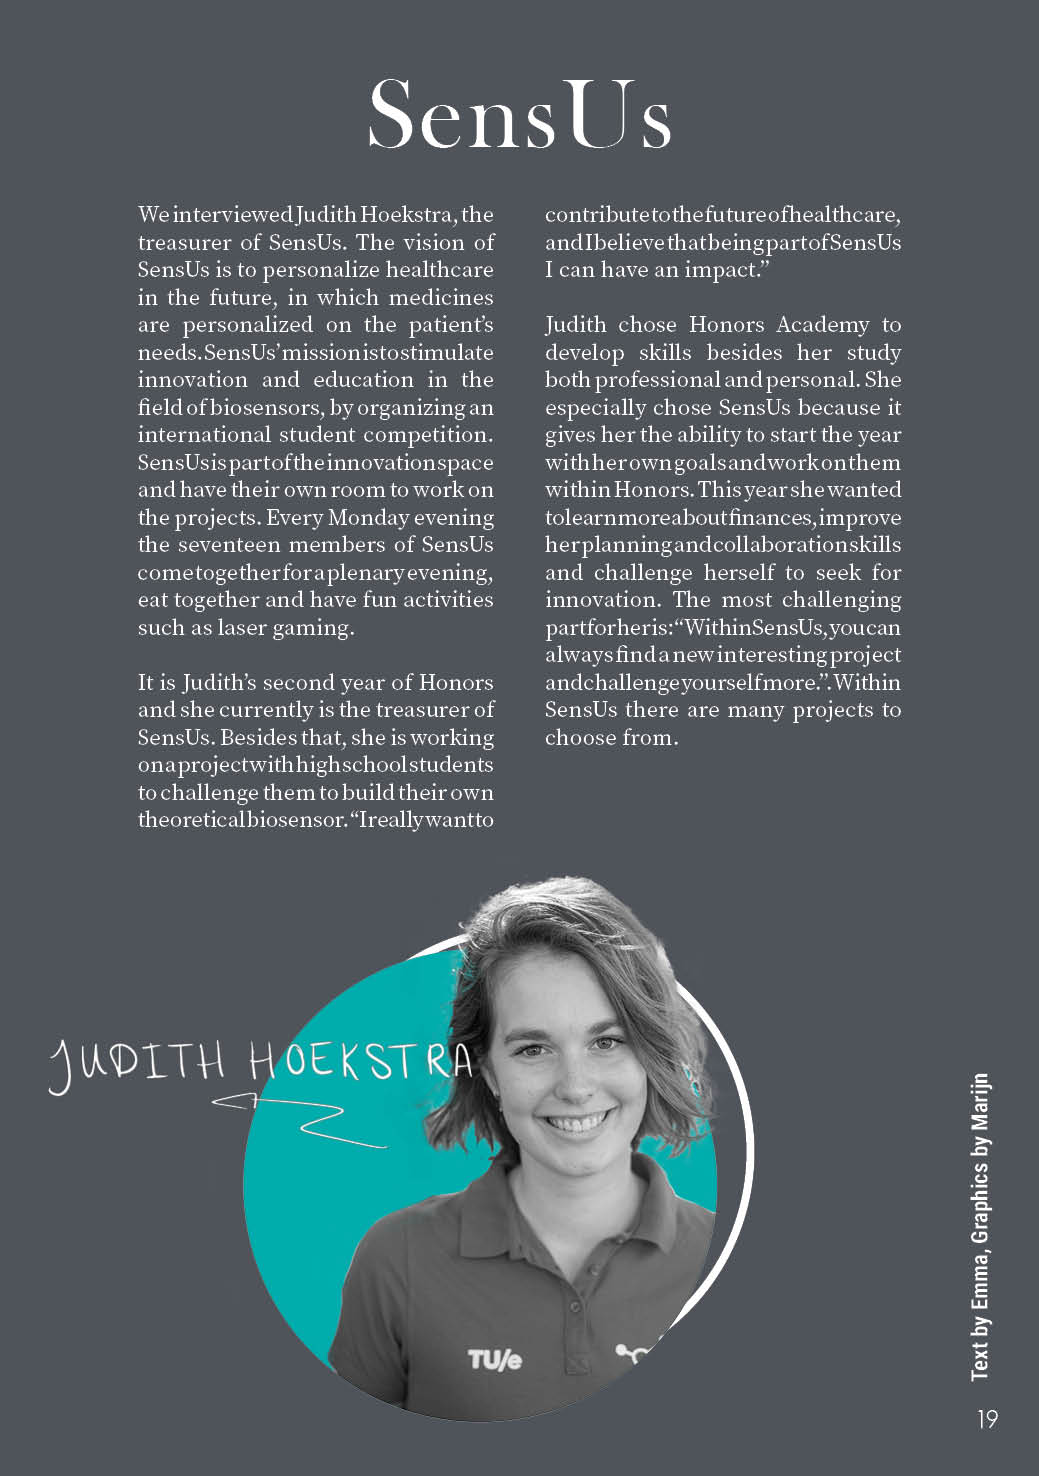 SensUs
We interviewed Judith Hoekstra, the
treasurer of SensUs. The vision of
SensUs is to personalize healthcare
in the future, in which medicines
are personalized on the patient’s
needs. SensUs’ mission is to stimulate
innovation and education in the
field of biosensors, by organizing an
international student competition.
SensUs is part of the innovation space
and have their own room to work on
the projects. Every Monday evening
the seventeen members of SensUs
come together for a plenary evening,
eat together and have fun activities
such as laser gaming.
It is Judith’s second year of Honors
and she currently is the treasurer of
SensUs. Besides that, she is working
on a project with high school students
to challenge them to build their own
theoretical biosensor. “I really want to
contribute to the future of healthcare,
and I believe that being part of SensUs
I can have an impact.”
Judith chose Honors Academy to
develop skills besides her study
both professional and personal. She
especially chose SensUs because it
gives her the ability to start the year
with her own goals and work on them
within Honors. This year she wanted
to learn more about finances, improve
her planning and collaboration skills
and challenge herself to seek for
innovation. The most challenging
part for her is: “Within SensUs, you can
always find a new interesting project
and challenge yourself more.”. Within
SensUs there are many projects to
choose from.
JUDITH HOEKSTRA
TU/e
Text by Emma, Graphics by Marijn
19